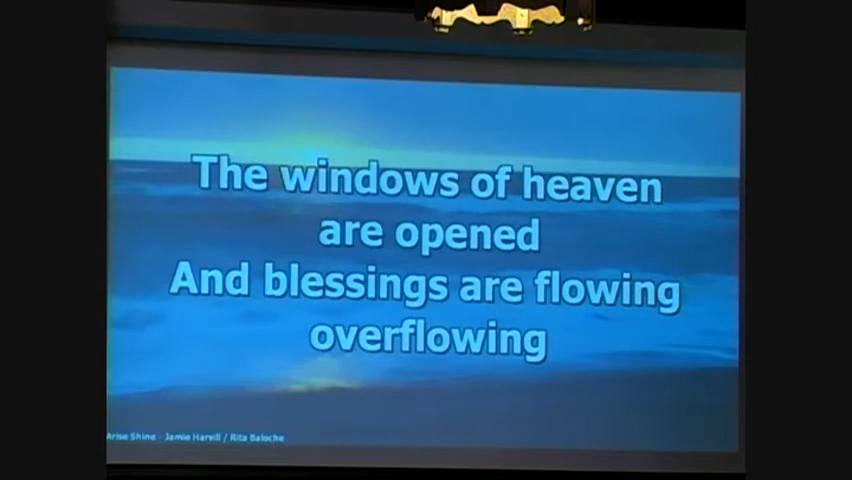 The windows of heaven
are opened
And blessings are flowing
overflowing
Arise Shine - Jamie Harvill / Rita Baloche